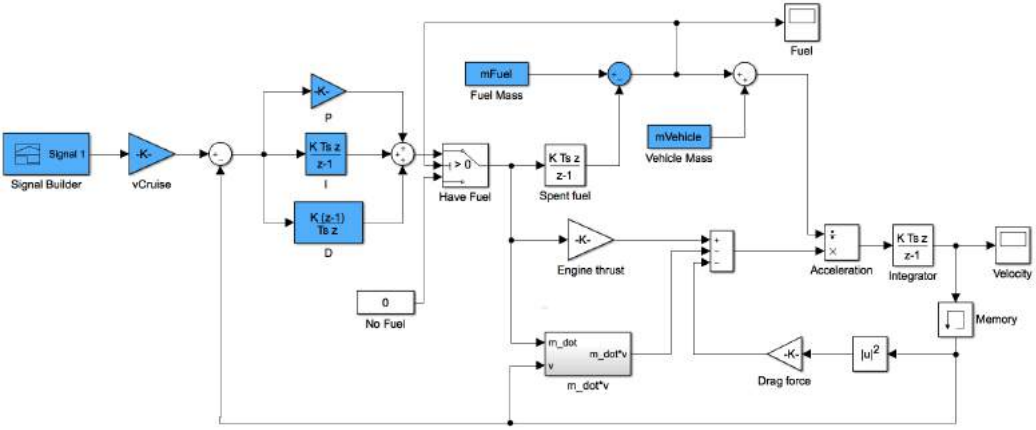 Fuel
mFuel
Fuel Mass
-K-
P
mVehicle
Vehicle Mass
Signal 1
Signal Builder
-K-
vCruise
K Ts z
z-1
I
> 0
Have Fuel
K Ts z
z-1
Spent fuel
K (z-1)
Ts z
D
-K-
Engine thrust
Acceleration
K Ts z
z-1
Integrator
Velocity
0
No Fuel
Memory
m_dot
m_dot*v
v
m_dot*v
-K-
Drag force
|u|²